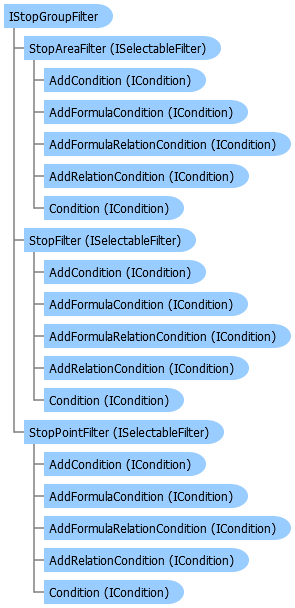 IStopGroupFilter
StopAreaFilter (ISelectableFilter)
AddCondition (ICondition)
AddFormulaCondition (ICondition)
AddFormulaRelationCondition (ICondition)
AddRelationCondition (ICondition)
Condition (ICondition)
StopFilter (ISelectableFilter)
AddCondition (ICondition)
AddFormulaCondition (ICondition)
AddFormulaRelationCondition (ICondition)
AddRelationCondition (ICondition)
Condition (ICondition)
StopPointFilter (ISelectableFilter)
AddCondition (ICondition)
AddFormulaCondition (ICondition)
AddFormulaRelationCondition (ICondition)
AddRelationCondition (ICondition)
Condition (ICondition)